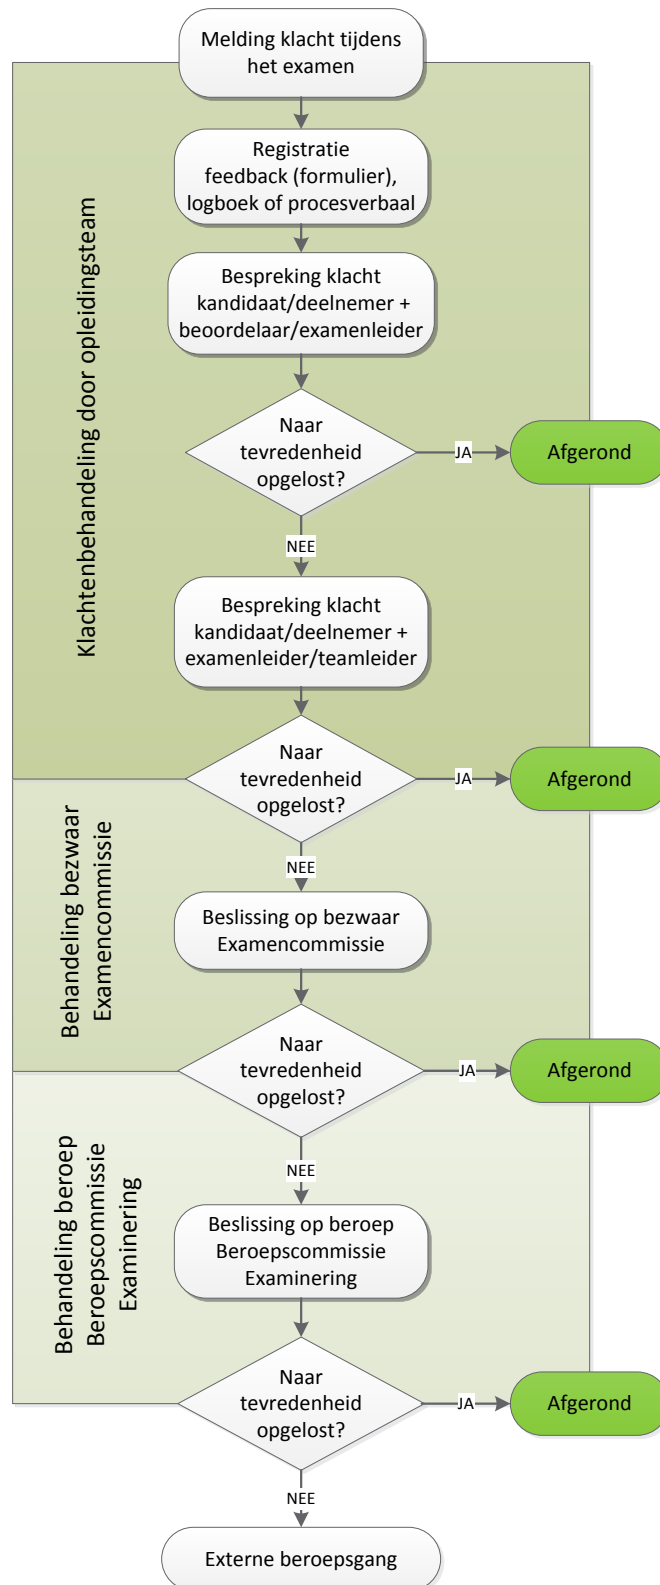 Melding klacht tijdens
het examen
Klachtenbehandeling door opleidingsteam
Registratie
feedback (formulier),
logboek of procesverbaal
Bespreking klacht
kandidaat/deelnemer +
beoordelaar/examenleider
Naar
tevredenheid
opgelost?
JA
Afgerond
NEE
Bespreking klacht
kandidaat/deelnemer +
examenleider/teamleider
Naar
tevredenheid
opgelost?
JA
Afgerond
NEE
Behandeling bezwaar
Examencommissie
Beslissing op bezwaar
Examencommissie
Naar
tevredenheid
opgelost?
JA
Afgerond
NEE
Behandeling beroep
Beroepscommissie
Examinering
Beslissing op beroep
Beroepscommissie
Examinering
Naar
tevredenheid
opgelost?
JA
Afgerond
NEE
Externe beroepsgang